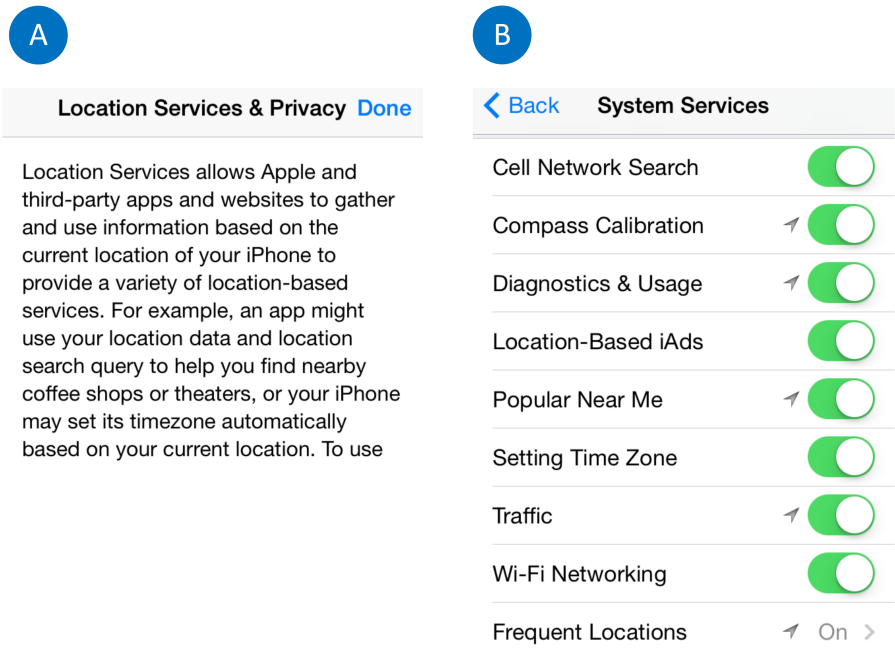 A
Location Services & Privacy Done
Location Services allows Apple and
third-party apps and websites to gather
and use information based on the
current location of your iPhone to
provide a variety of location-based
services. For example, an app might
use your location data and location
search query to help you find nearby
coffee shops or theaters, or your iPhone
may set its timezone automatically
based on your current location. To use
B
Back System Services
Cell Network Search
Compass Calibration
Diagnostics & Usage
Location-Based iAds
Popular Near Me
Setting Time Zone
Traffic
Wi-Fi Networking
Frequent Locations On